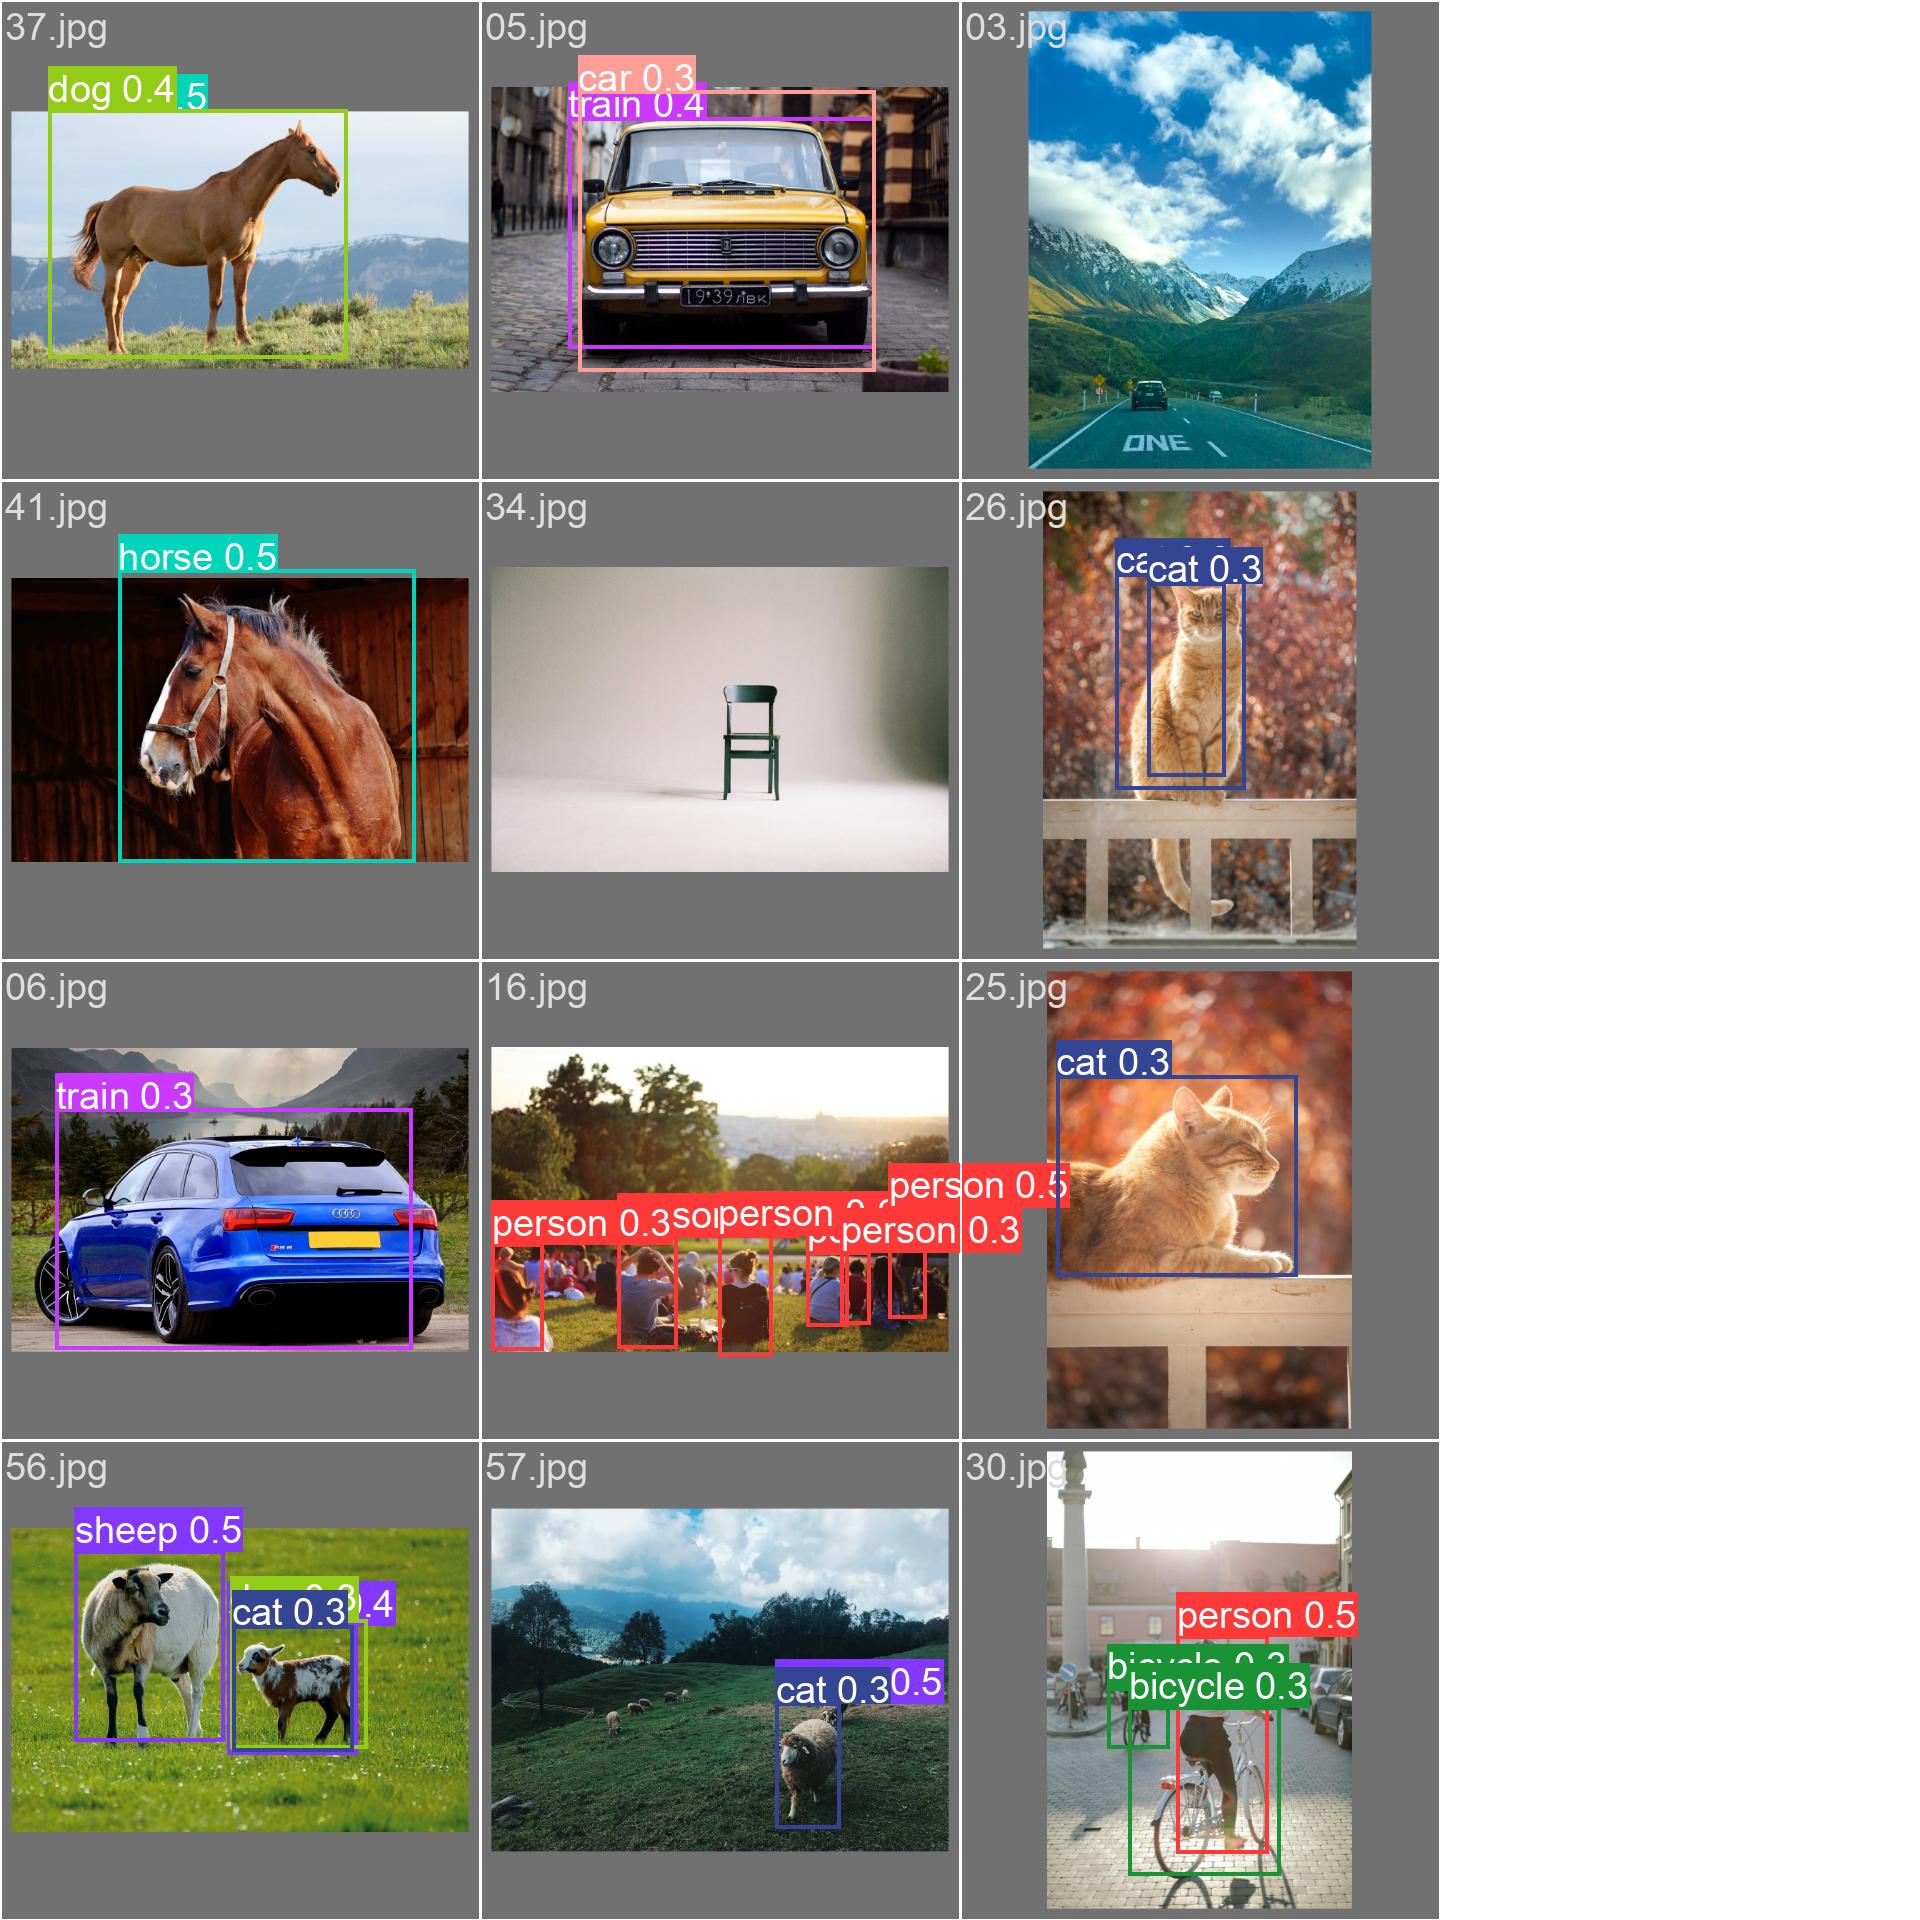 37.jpg
dog 0.4
.5
05.jpg
car 0.3
train 0.4
19*39ЛВК
03.jpg
ONE
41.jpg
horse 0.5
34.jpg
26.jpg
cat 0.3
06.jpg
train 0.3
16.jpg
person 0.3
person
person 0.5
person 0.3
25.jpg
cat 0.3
56.jpg
sheep 0.5
cat 0.3
.4
57.jpg
cat 0.3
0.5
30.jpg
person 0.5
bicycle 0.3
bicycle 0.3